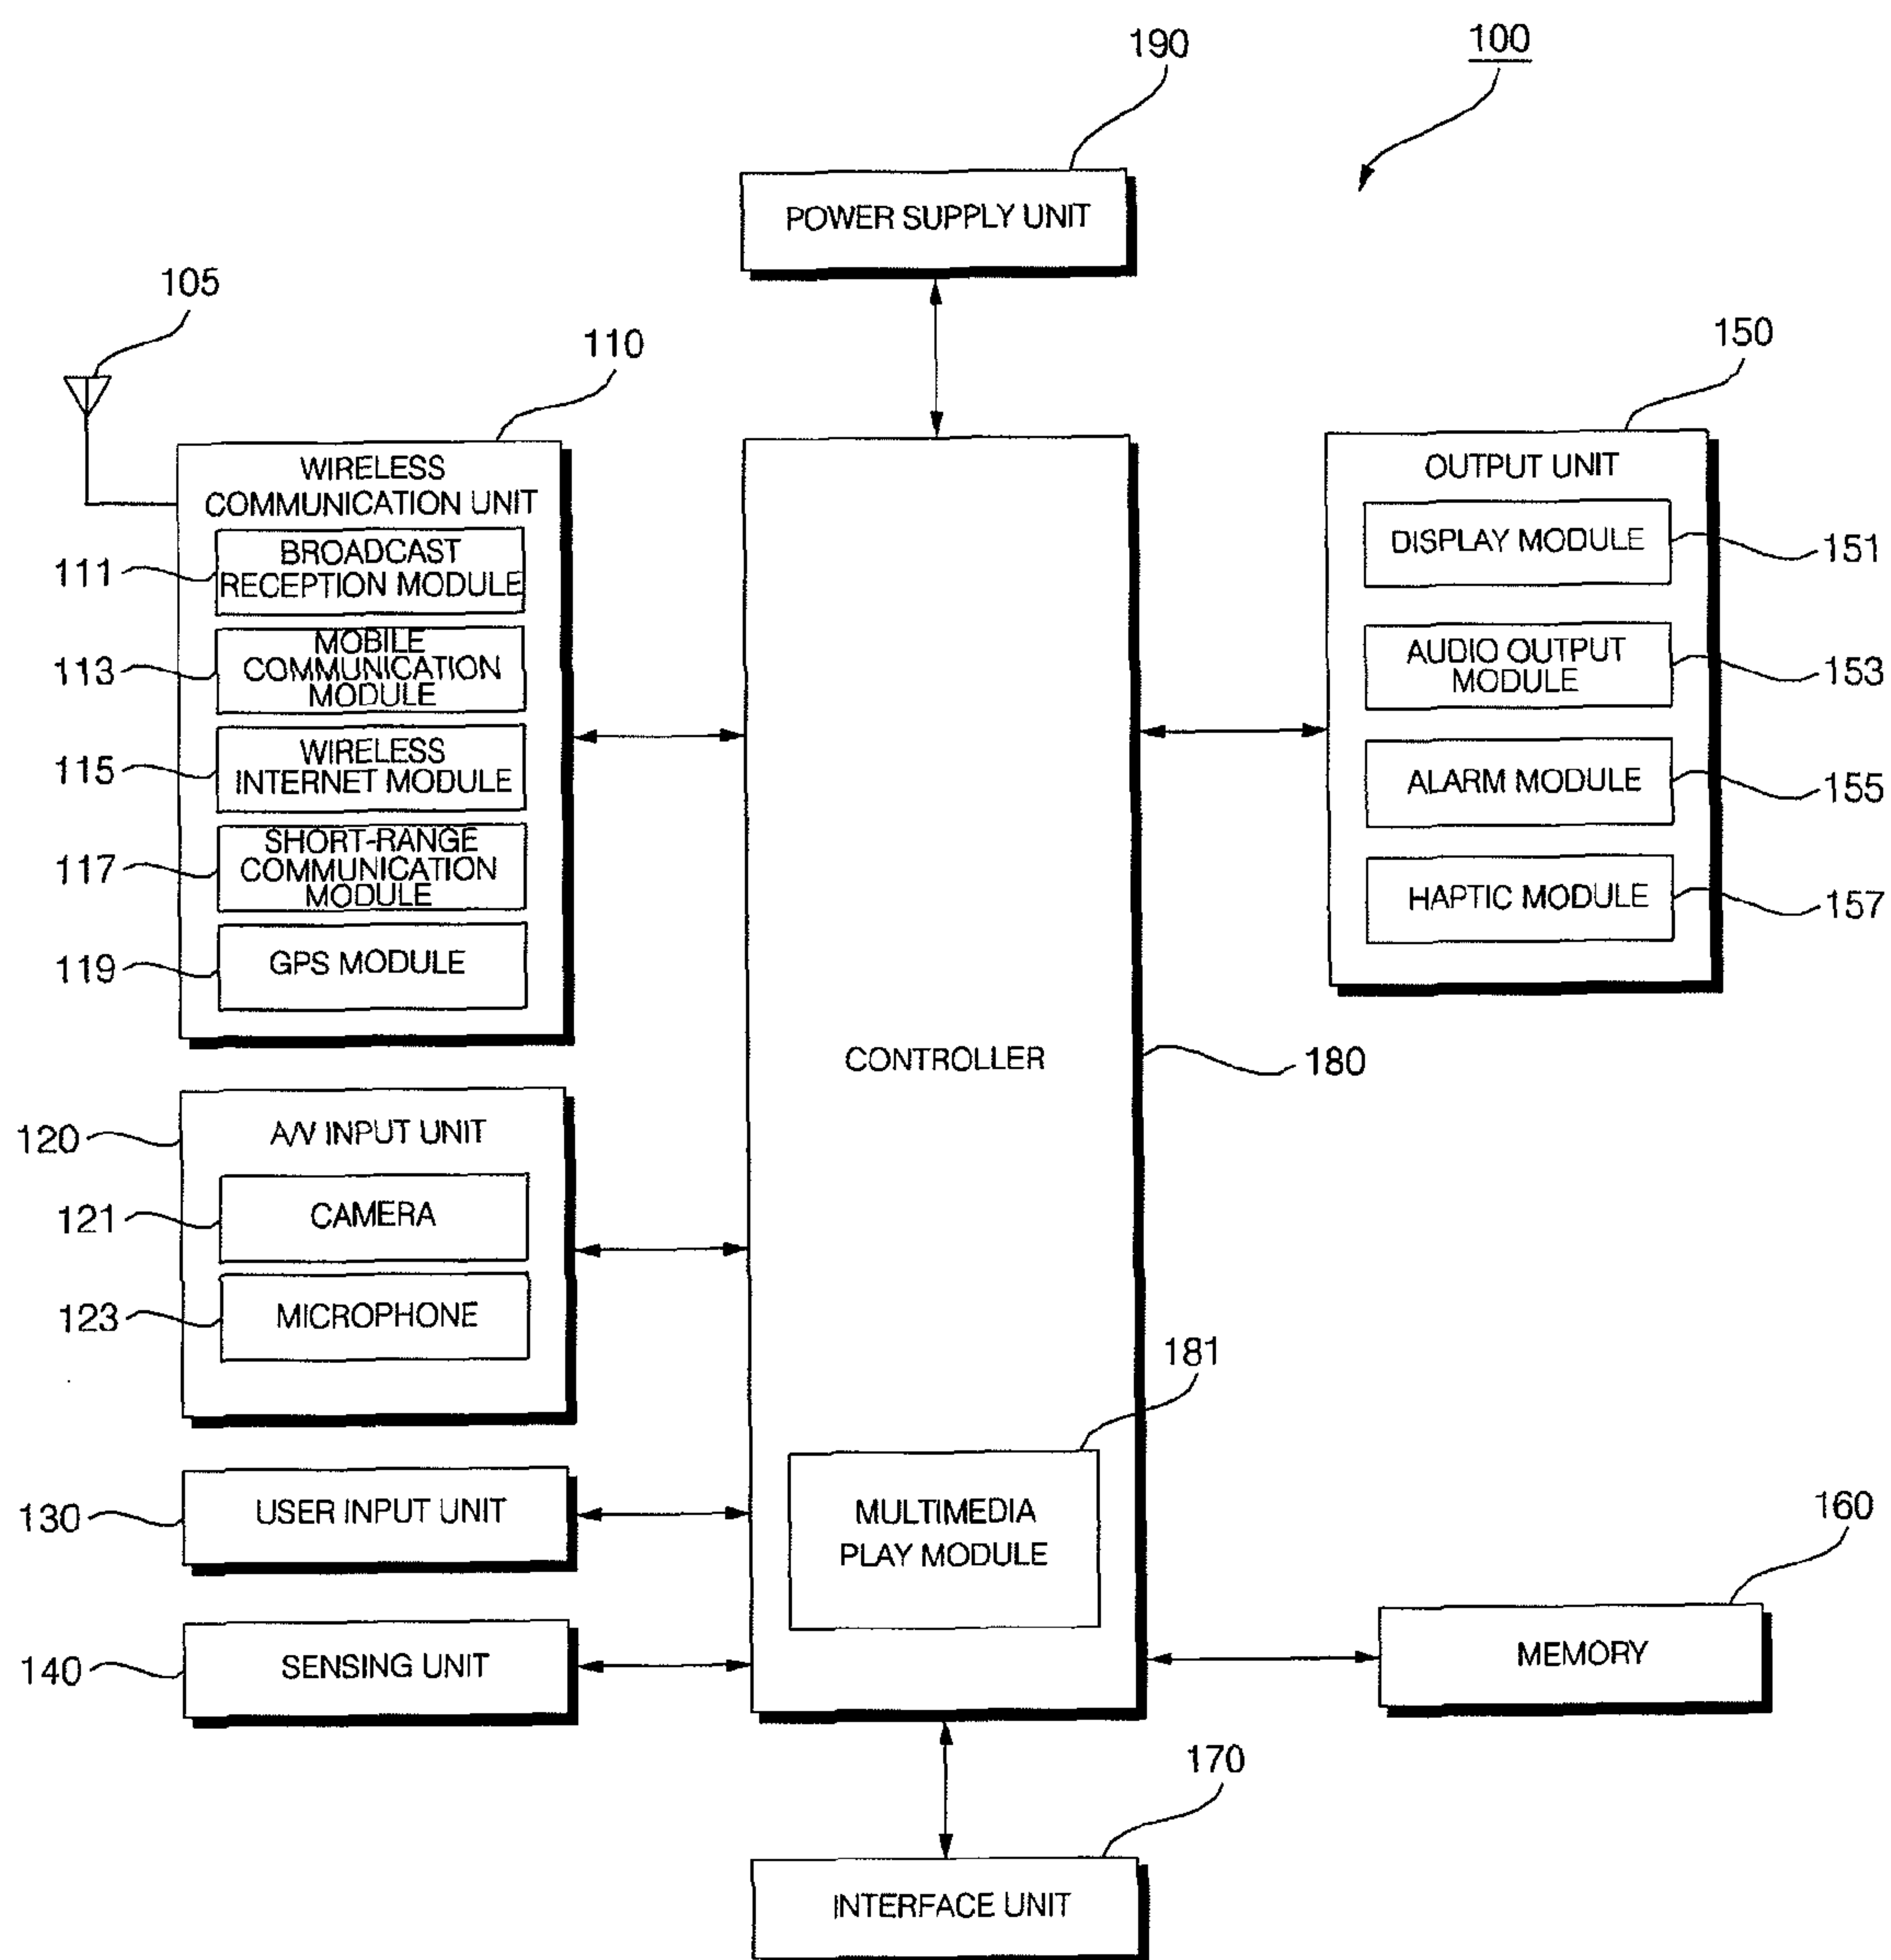 100
190
POWER SUPPLY UNIT
105
110
WIRELESS
COMMUNICATION UNIT
111
BROADCAST
RECEPTION MODULE
113
MOBILE
COMMUNICATION
MODULE
115
WIRELESS
INTERNET MODULE
117
SHORT-RANGE
COMMUNICATION
MODULE
119
GPS MODULE
120
A/V INPUT UNIT
121
CAMERA
123
MICROPHONE
130
USER INPUT UNIT
140
SENSING UNIT
CONTROLLER
180
181
MULTIMEDIA
PLAY MODULE
150
OUTPUT UNIT
DISPLAY MODULE
151
AUDIO OUTPUT
MODULE
153
ALARM MODULE
155
HAPTIC MODULE
157
160
MEMORY
170
INTERFACE UNIT